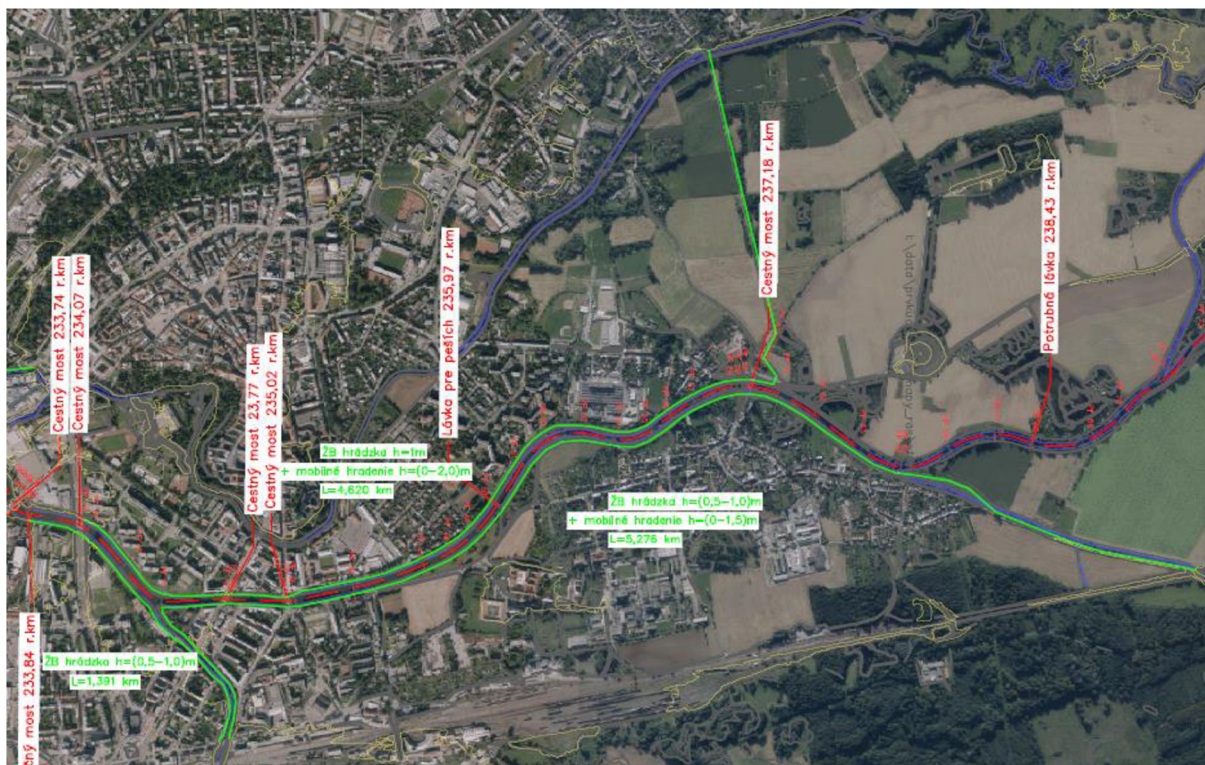 Cestný most 233,74 r.km
Cestný most 234,07 r.km
Cestný most 23,77 r.km
Cestný most 235,02 r.km
Lávka pre peších 235,97 r.km
Cestný most 237,18 r.km
Potrubná lávka 238,43 r.km
ŽB hrádzka h=1m
+ mobilné hradenie h=(0-2,0)m
L=4,620 km
ŽB hrádzka h=(0,5-1,0)m
+ mobilné hradenie h=(0-1,5)m
L=5,276 km
ŽB hrádzka h=(0,5-1,0)m
L=1,391 km
most 233,84 r.km